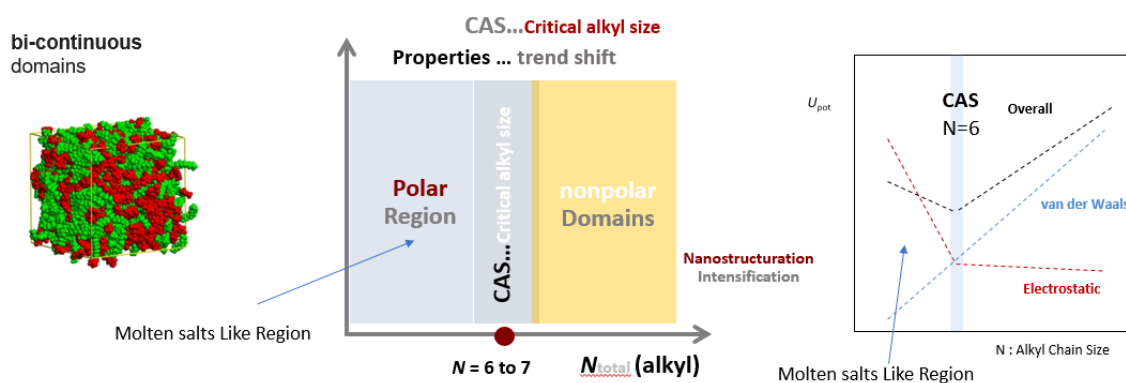 bi-continuous
domains
CAS...Critical alkyl size
Properties ... trend shift
Polar
Region
CAS...Critical alkyl size
nonpolar
Domains
Molten salts Like Region
N = 6 to 7
Ntotal (alkyl)
Nanostructuration
Intensification
Upot
CAS
N=6
Overall
van der Waals
Electrostatic
N : Alkyl Chain Size
Molten salts Like Region